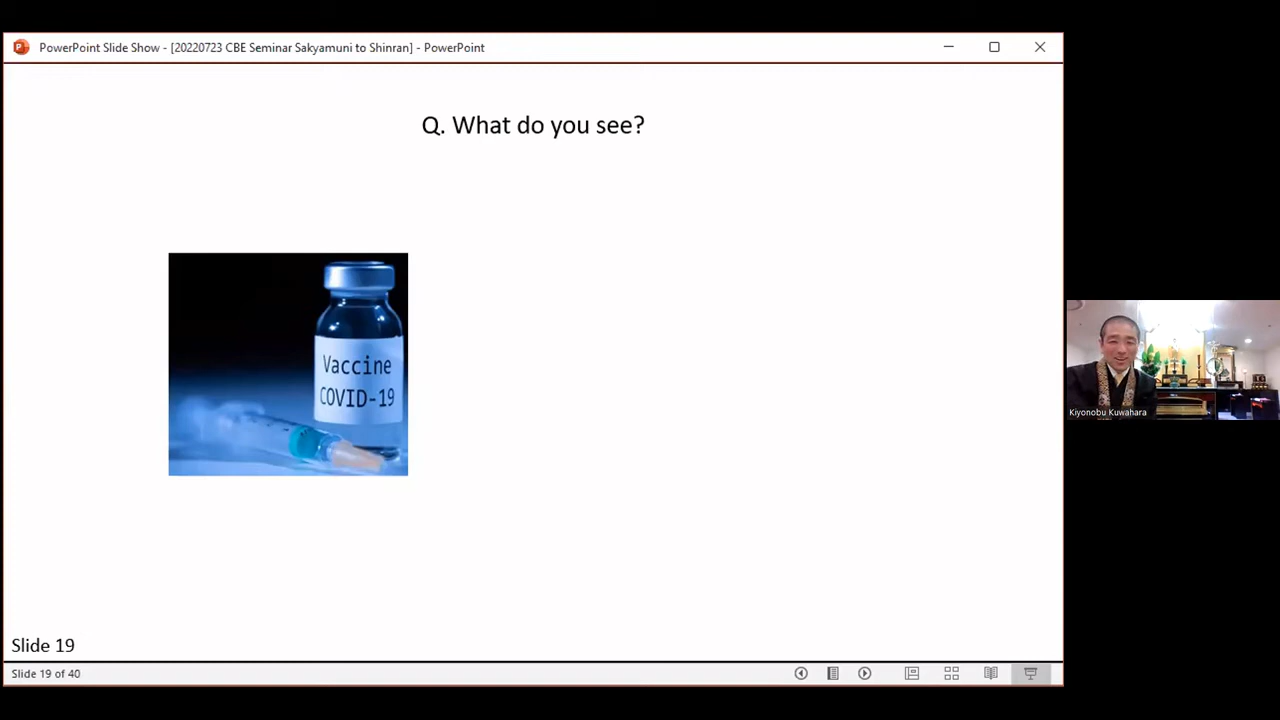 PowerPoint Slide Show - [20220723 CBE Seminar Sakyamuni to Shinran] - PowerPoint
Q. What do you see?
Vaccine
COVID-19
Kiyonobu Kuwahara
Slide 19
Slide 19 of 40